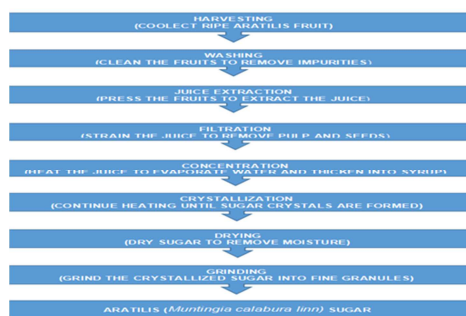 HARVESTING
(COOLECT RIPE ARATILIS FRUIT)
WASHING
(CLEAN THE FRUITS TO REMOVE IMPURITIES)
JUICE EXTRACTION
(PRESS THE FRUITS TO EXTRACT THE JUICE)
FILTRATION
(STRAIN THE JUICE TO REMOVE PULP AND SEEDS)
CONCENTRATION
(HEAT THE JUICE TO EVAPORATE WATER AND THICKEN INTO SYRUP)
CRYSTALLIZATION
(CONTINUE HEATING UNTIL SUGAR CRYSTALS ARE FORMED)
DRYING
(DRY SUGAR TO REMOVE MOISTURE)
GRINDING
(GRIND THE CRYSTALLIZED SUGAR INTO FINE GRANULES)
ARATILIS (Muntingia calabura linn) SUGAR